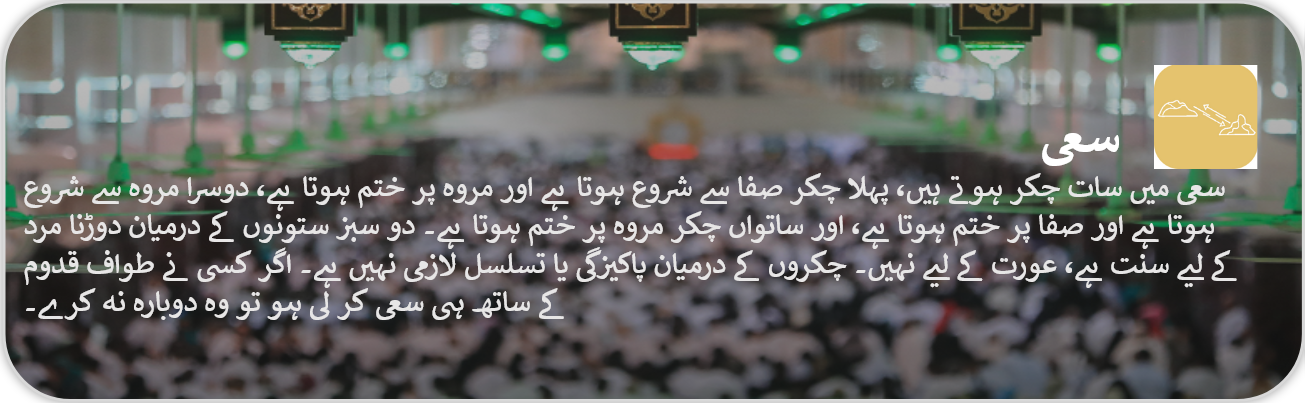 سعی
سعی میں سات چکر ہوتے ہیں، پہلا چکر صفا سے شروع ہوتا ہے اور مروہ پر ختم ہوتا ہے، دوسرا مروہ سے شروع
ہوتا ہے اور صفا پر ختم ہوتا ہے، اور ساتواں چکر مروہ پر ختم ہوتا ہے۔ دو سبز ستونوں کے درمیان دوڑنا مرد
کے لیے سنت ہے، عورت کے لیے نہیں۔ چکروں کے درمیان پاکیزگی یا تسلسل لازمی نہیں ہے۔ اگر کسی نے طواف قدوم
کے ساتھ ہی سعی کر لی ہو تو وہ دوبارہ نہ کرے۔